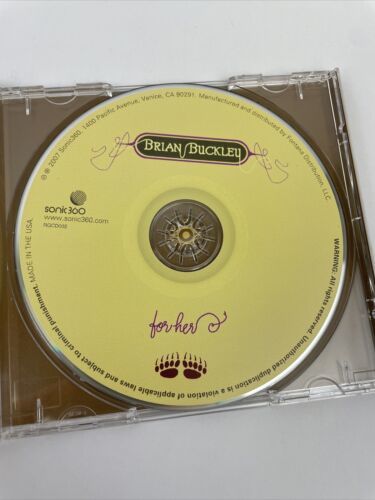 ℗ © 2007 Sonic360, 1400 Pacific Avenue, Venice, CA 90291. Manufactured and distributed by Fontana Distribution, LLC.
BRIAN BUCKLEY
sonic360
www.sonic360.com
for her
WARNING: All rights reserved. Unauthorized duplication is a violation of applicable laws and subject to criminal punishment. MADE IN THE USA.